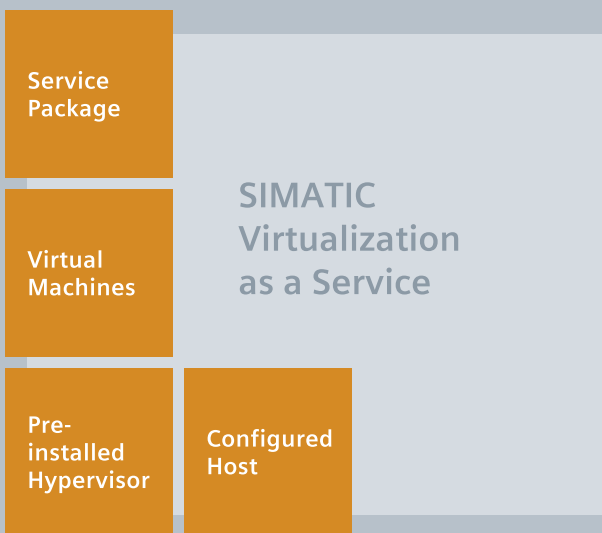 Service
Package
SIMATIC
Virtualization
as a Service
Virtual
Machines
Pre-
installed
Hypervisor
Configured
Host